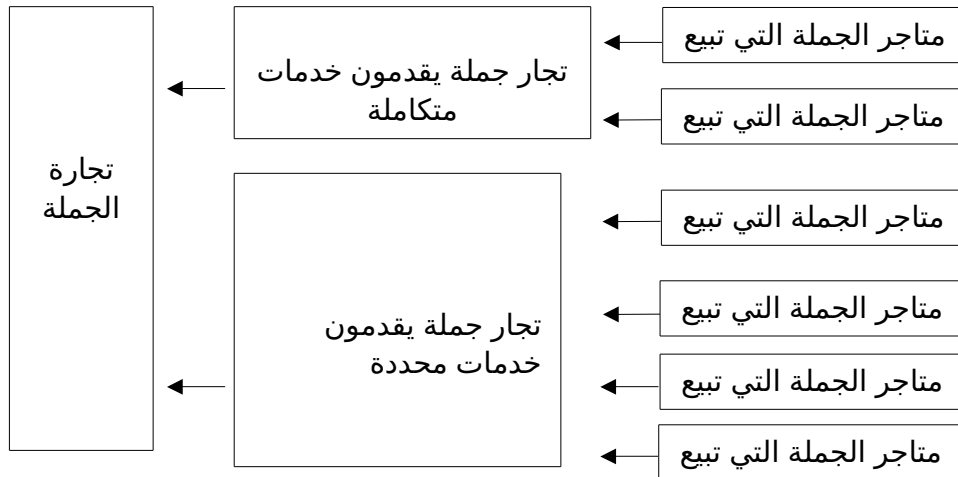 متاجر الجملة التي تبيع
تجار جملة يقدمون خدمات
متكاملة
متاجر الجملة التي تبيع
تجارة
الجملة
متاجر الجملة التي تبيع
متاجر الجملة التي تبيع
تجار جملة يقدمون
خدمات محددة
متاجر الجملة التي تبيع
متاجر الجملة التي تبيع